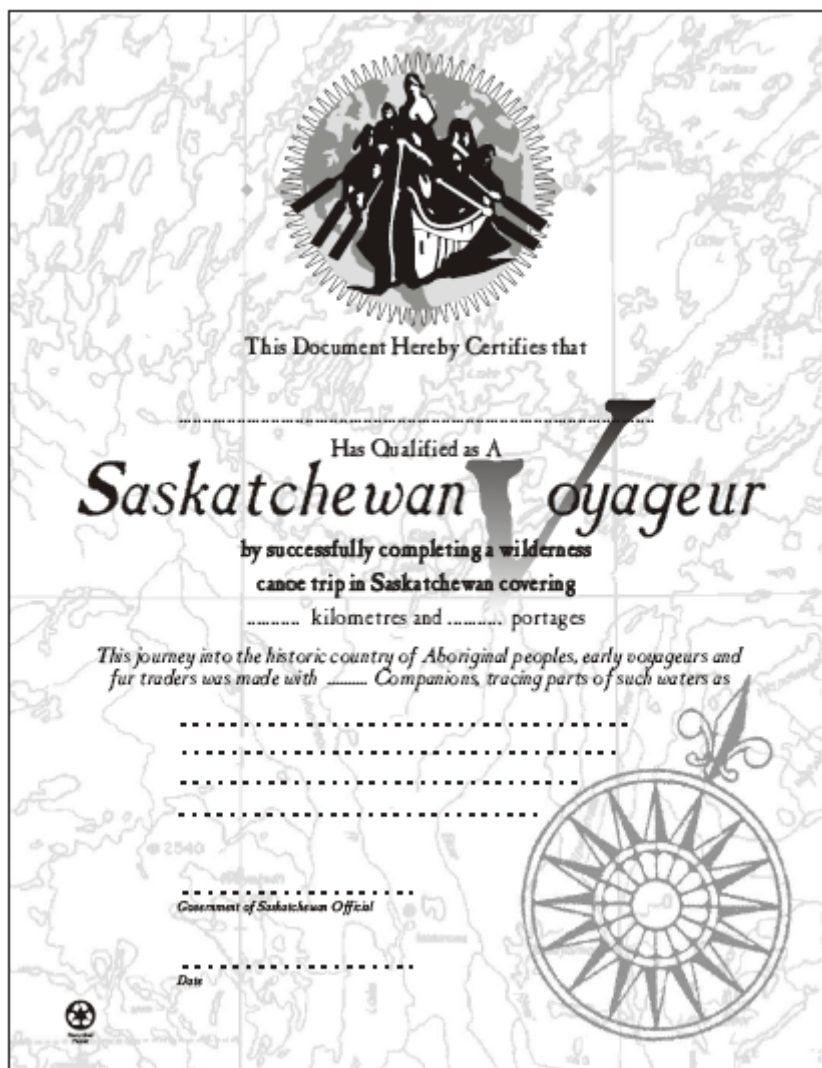 This Document Hereby Certifies that
Has Qualified as A
Saskatchewan Voyageur
by successfully completing a wilderness
canoe trip in Saskatchewan covering
............ kilometres and ............ portages
This journey into the historic country of Aboriginal peoples, early voyageurs and
fur traders was made with .......... Companions, tracing parts of such waters as
2540
Government of Saskatchewan Official
Date